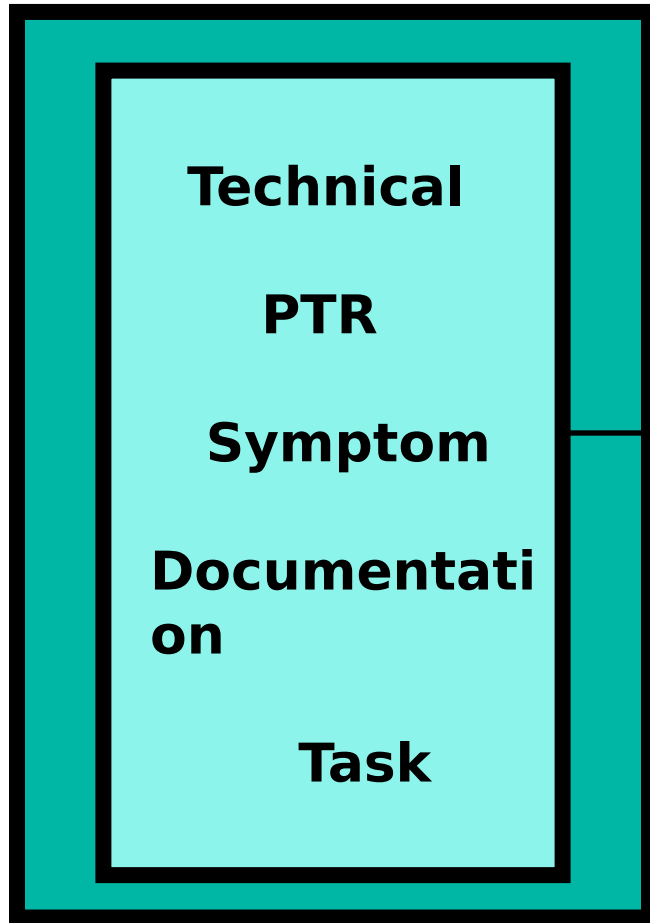 Technical
PTR
Symptom
Documentati
on
Task